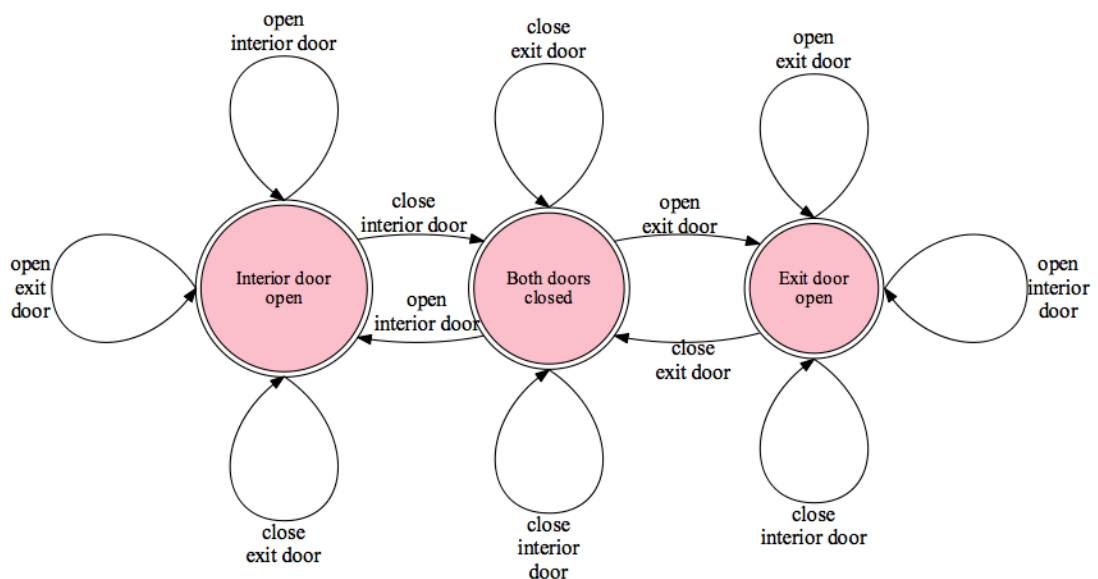 open
interior door
close
exit door
open
exit door
close
interior door
open
exit door
open
exit
door
Interior door
open
Both doors
closed
Exit door
open
open
interior
door
open
interior door
close
exit door
close
exit door
close
interior
door
close
interior door